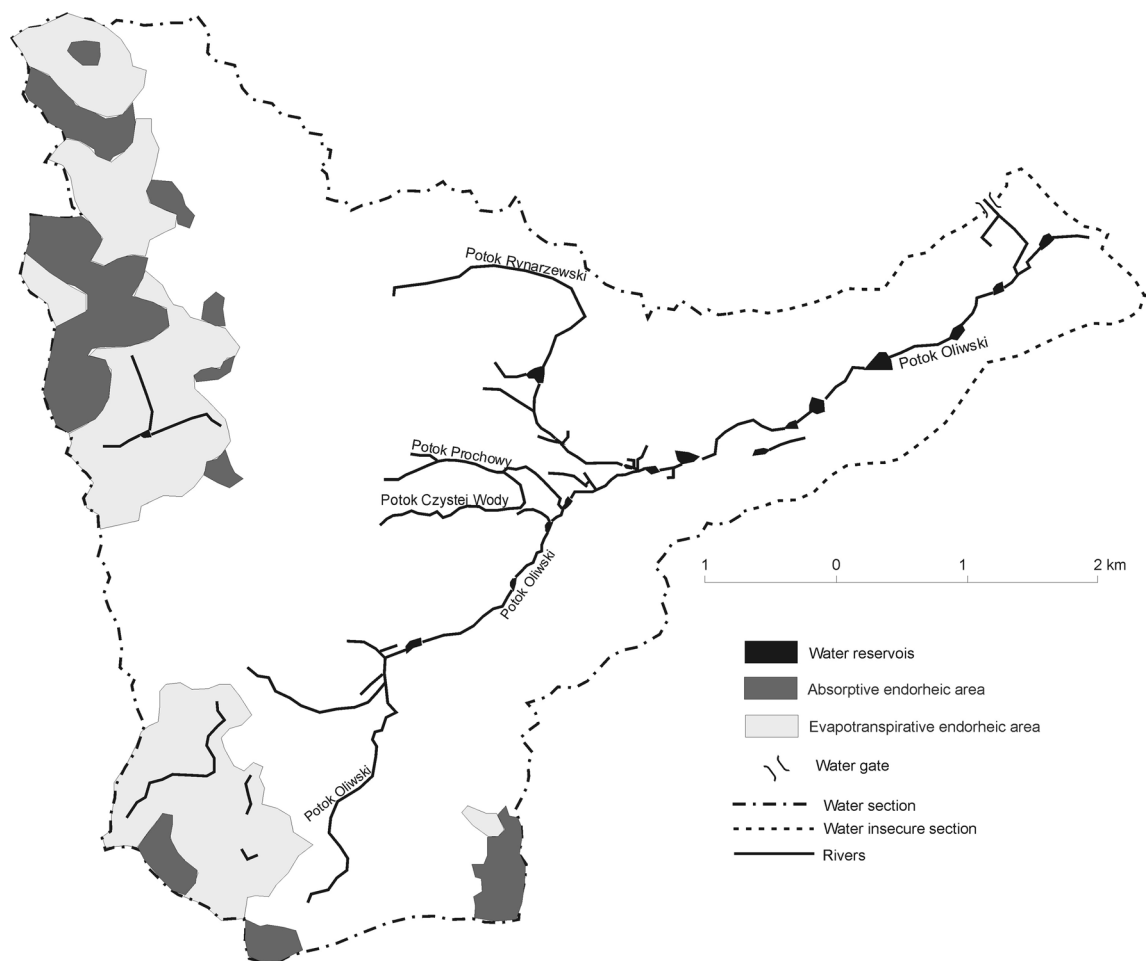 Potok Rynarzewski
Potok Oliwski
Potok Prochowy
Potok Czystej Wody
Potok Oliwski
1 0 1 2 km
Water reservois
Absorptive endorheic area
Evapotranspirative endorheic area
Water gate
Potok Oliwski
Water section
Water insecure section
Rivers